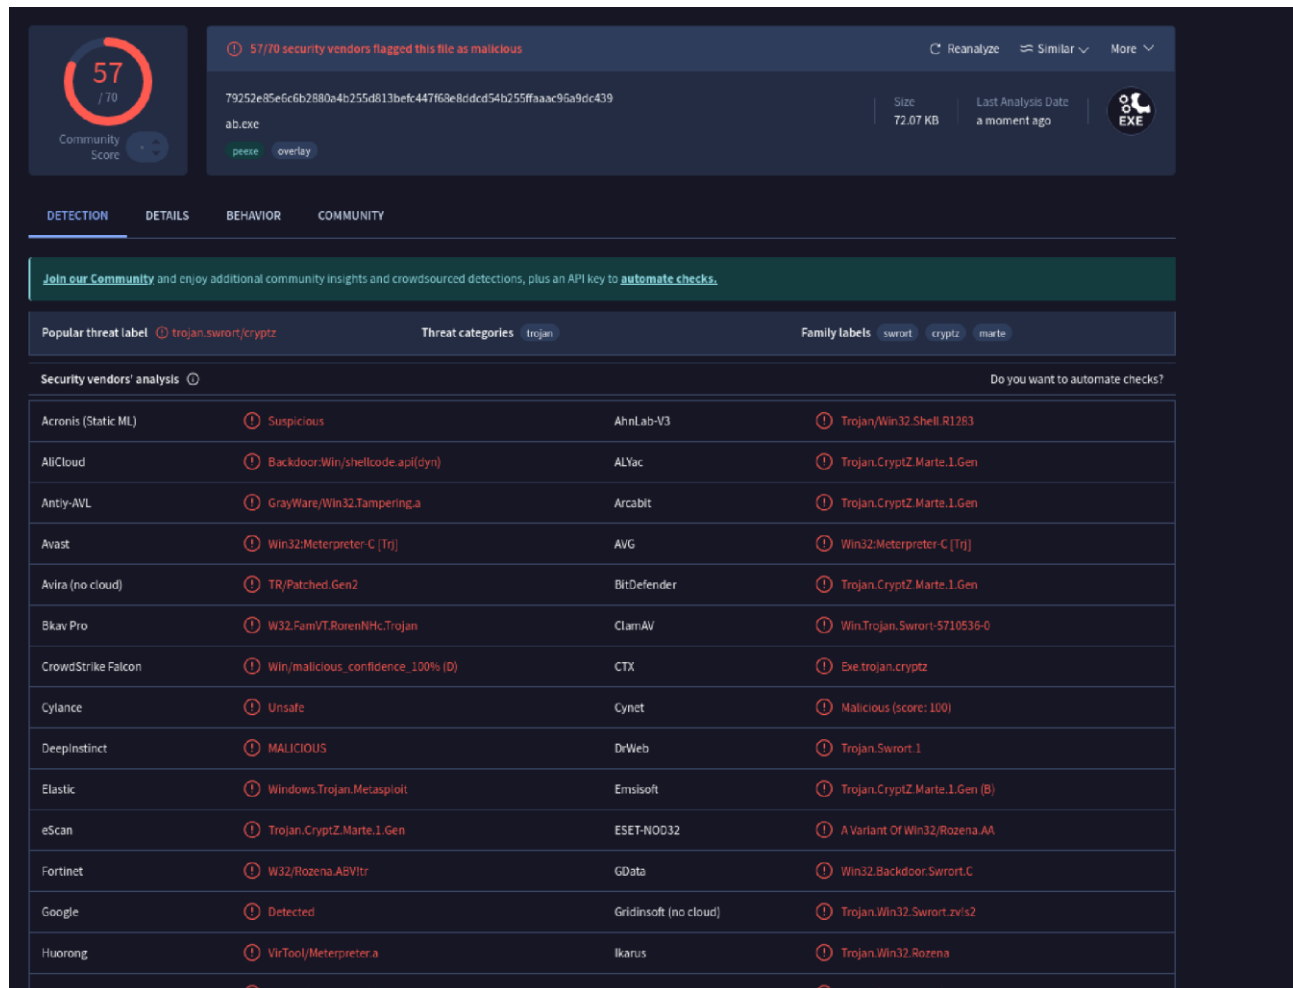 57/70 security vendors flagged this file as malicious
Reanalyze Similar More
57
/ 70
Community
Score
79252e85e6c6b2880a4b255d813befc447f68e8ddcd54b255ffaaac96a9dc439
ab.exe
peexe overlay
Size
72.07 KB
Last Analysis Date
a moment ago
EXE
DETECTION DETAILS BEHAVIOR COMMUNITY
Join our Community and enjoy additional community insights and crowdsourced detections, plus an API key to automate checks.
Popular threat label trojan.swrort/cryptz Threat categories trojan Family labels swrort cryptz marte
Security vendors' analysis Do you want to automate checks?
Acronis (Static ML) Suspicious AhnLab-V3 Trojan/Win32.Shell.R1283
AliCloud Backdoor:Win/shellcode.api(dyn) ALYac Trojan.CryptZ.Marte.1.Gen
Antiy-AVL GrayWare/Win32.Tampering.a Arcabit Trojan.CryptZ.Marte.1.Gen
Avast Win32:Meterpreter-C [Trj] AVG Win32:Meterpreter-C [Trj]
Avira (no cloud) TR/Patched.Gen2 BitDefender Trojan.CryptZ.Marte.1.Gen
Bkav Pro W32.FamVT.RorenNHc.Trojan ClamAV Win.Trojan.Swrort-5710536-0
CrowdStrike Falcon Win/malicious_confidence_100% (D) CTX Exe.trojan.cryptz
Cylance Unsafe Cynet Malicious (score: 100)
DeepInstinct MALICIOUS DrWeb Trojan.Swrort.1
Elastic Windows.Trojan.Metasploit Emsisoft Trojan.CryptZ.Marte.1.Gen (B)
eScan Trojan.CryptZ.Marte.1.Gen ESET-NOD32 A Variant Of Win32/Rozena.AA
Fortinet W32/Rozena.ABV!tr GData Win32.Backdoor.Swrort.C
Google Detected Gridinsoft (no cloud) Trojan.Win32.Swrort.zv!s2
Huorong VirTool/Meterpreter.a Ikarus Trojan.Win32.Rozena